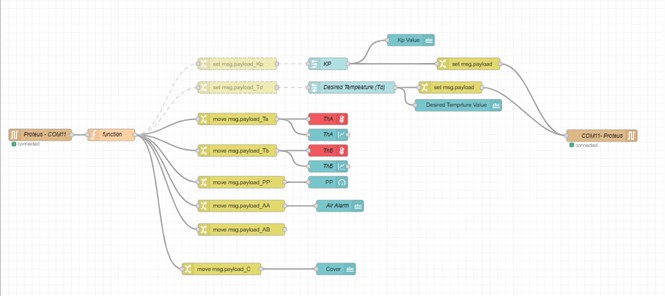 Kp Value
set msg.payload_Kp
KP
set msg.payload
set msg.payload_Td
Desired Tempeature (Td)
set msg.payload
Desired Temprture Value
move msg.payload_Ta
ThA
ThA
Proteus - COM11
connected
function
COM11- Proteus
connected
move msg.payload_Tb
ThB
ThB
move msg.payload_PP
PP
move msg.payload_AA
Air Alarm
move msg.payload_AB
move msg.payload_C
Cover